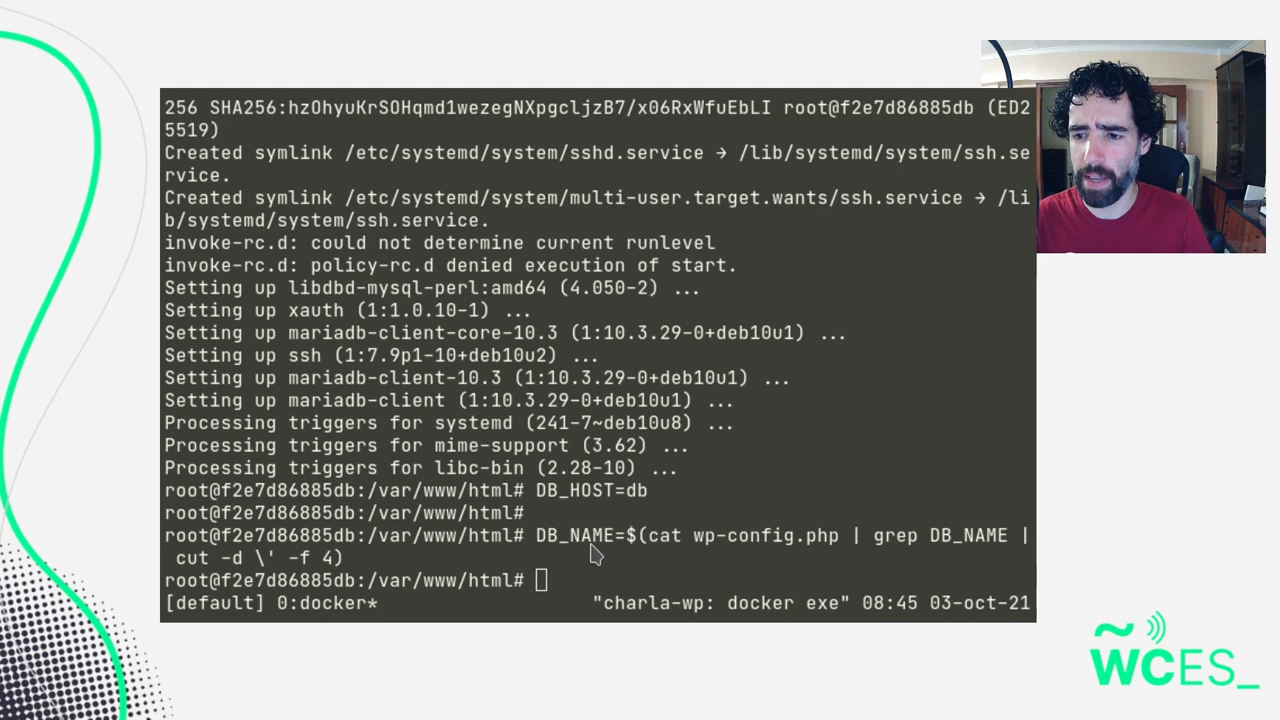 256 SHA256:hzOhyuKrSOHqmd1wezegNXpgcljzB7/x06RxWfuEbLI root@f2e7d86885db (ED2
5519)
Created symlink /etc/systemd/system/sshd.service → /lib/systemd/system/ssh.se
rvice.
Created symlink /etc/systemd/system/multi-user.target.wants/ssh.service → /li
b/systemd/system/ssh.service.
invoke-rc.d: could not determine current runlevel
invoke-rc.d: policy-rc.d denied execution of start.
Setting up libdbd-mysql-perl:amd64 (4.050-2) ...
Setting up xauth (1:1.0.10-1) ...
Setting up mariadb-client-core-10.3 (1:10.3.29-0+deb10u1) ...
Setting up ssh (1:7.9p1-10+deb10u2) ...
Setting up mariadb-client-10.3 (1:10.3.29-0+deb10u1) ...
Setting up mariadb-client (1:10.3.29-0+deb10u1) ...
Processing triggers for systemd (241-7~deb10u8) ...
Processing triggers for mime-support (3.62) ...
Processing triggers for libc-bin (2.28-10) ...
root@f2e7d86885db:/var/www/html# DB_HOST=db
root@f2e7d86885db:/var/www/html#
root@f2e7d86885db:/var/www/html# DB_NAME=$(cat wp-config.php | grep DB_NAME |
 cut -d \' -f 4)
root@f2e7d86885db:/var/www/html#
[default] 0:docker* "charla-wp: docker exe" 08:45 03-oct-21
WCES_